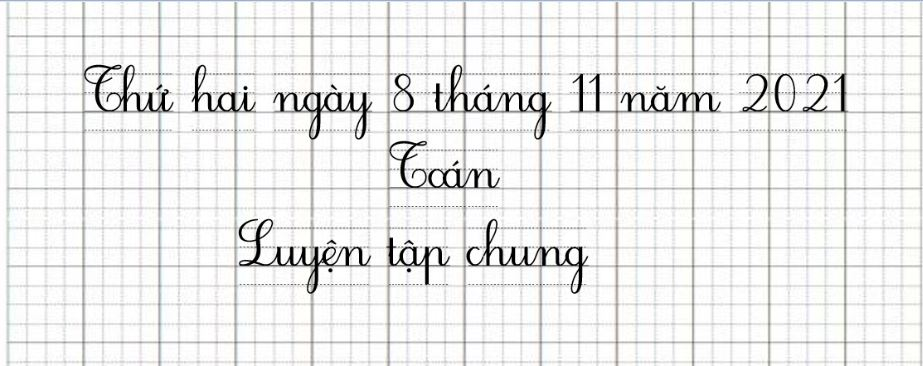 Thứ hai ngày 8 tháng 11 năm 2021
Toán
Luyện tập chung